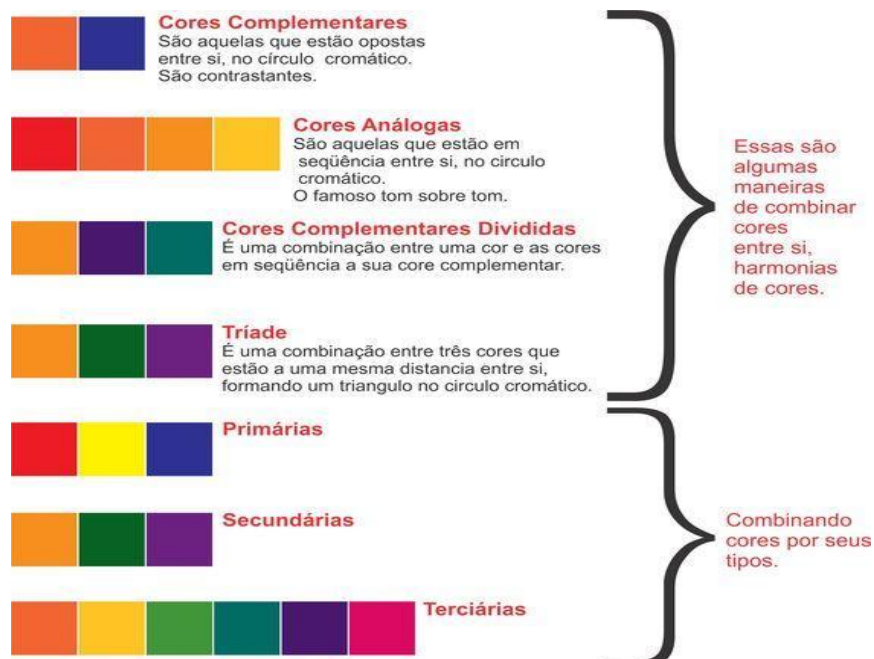 Cores Complementares
São aquelas que estão opostas
entre si, no círculo cromático.
São contrastantes.
Cores Análogas
São aquelas que estão em
seqüência entre si, no circulo
cromático.
O famoso tom sobre tom.
Cores Complementares Divididas
É uma combinação entre uma cor e as cores
em seqüência a sua core complementar.
Tríade
É uma combinação entre três cores que
estão a uma mesma distancia entre si,
formando um triangulo no circulo cromático.
Essas são
algumas
maneiras
de combinar
cores
entre si,
harmonias
de cores.
Primárias
Secundárias
Terciárias
Combinando
cores por seus
tipos.